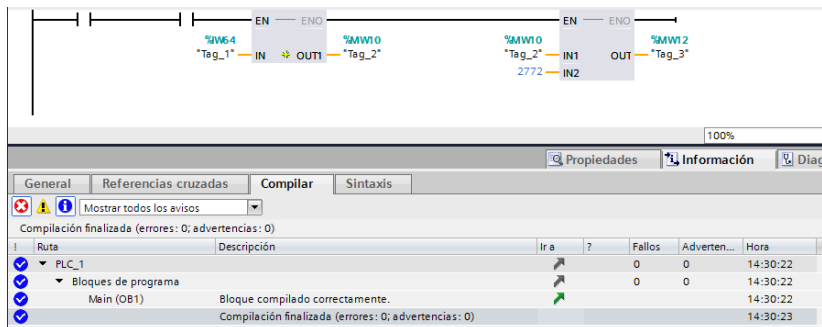 EN ENO EN ENO
%IW64 %MW10 %MW10 %MW12
"Tag_1" IN OUT1 "Tag_2" "Tag_2" IN1 OUT "Tag_3"
2772 IN2
100%
Propiedades Información Diag
General Referencias cruzadas Compilar Sintaxis
Mostrar todos los avisos
Compilación finalizada (errores: 0; advertencias: 0)
! Ruta Descripción Ir a ? Fallos Adverten... Hora
PLC_1 0 0 14:30:22
Bloques de programa 0 0 14:30:22
Main (OB1) Bloque compilado correctamente. 14:30:22
Compilación finalizada (errores: 0; advertencias: 0) 14:30:23